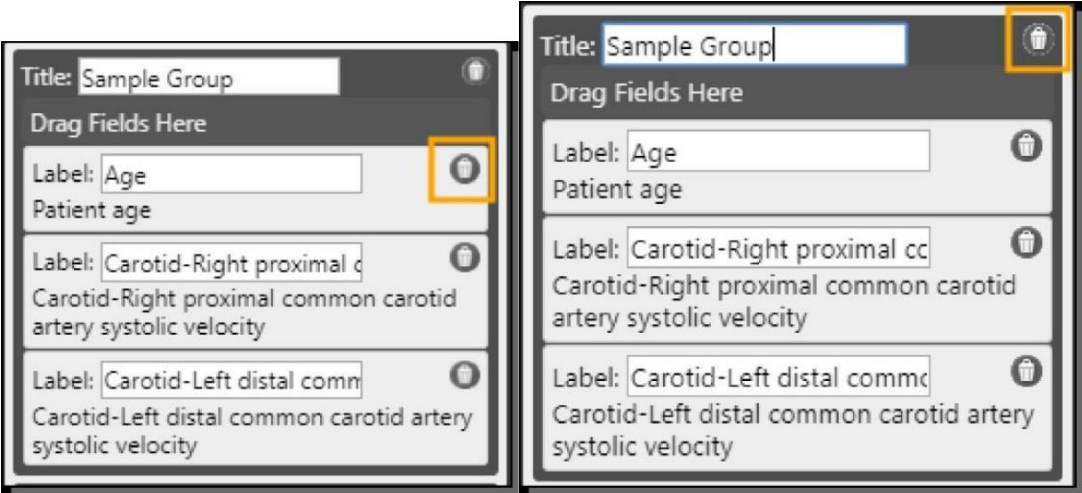 Title: Sample Group
Drag Fields Here
Label: Age
Patient age
Label: Carotid-Right proximal c
Carotid-Right proximal common carotid
artery systolic velocity
Label: Carotid-Left distal comm
Carotid-Left distal common carotid artery
systolic velocity
Title: Sample Group
Drag Fields Here
Label: Age
Patient age
Label: Carotid-Right proximal cc
Carotid-Right proximal common carotid
artery systolic velocity
Label: Carotid-Left distal commc
Carotid-Left distal common carotid artery
systolic velocity